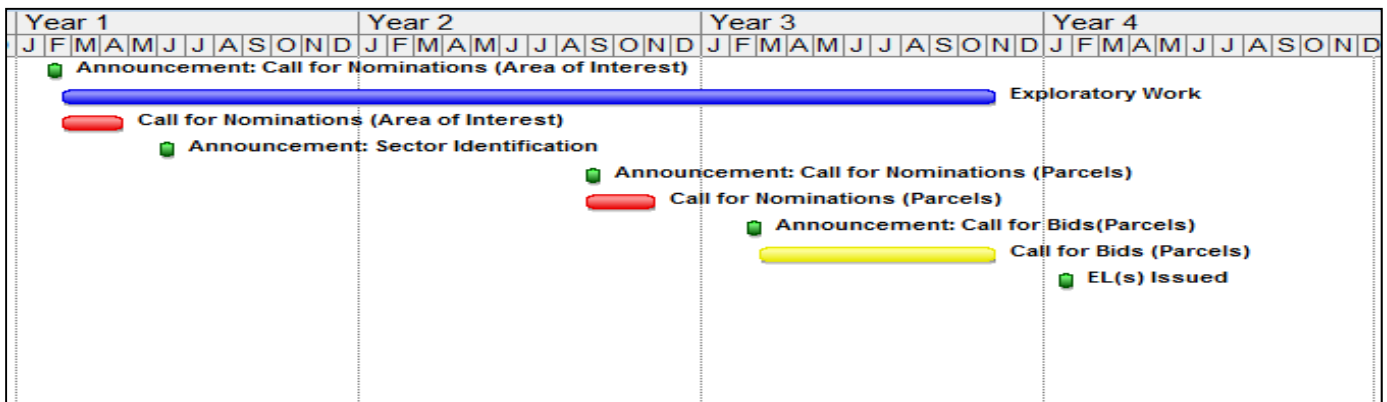 Year 1 Year 2 Year 3 Year 4
J F M A M J J A S O N D J F M A M J J A S O N D J F M A M J J A S O N D J F M A M J J A S O N D
Announcement: Call for Nominations (Area of Interest)
Exploratory Work
Call for Nominations (Area of Interest)
Announcement: Sector Identification
Announcement: Call for Nominations (Parcels)
Call for Nominations (Parcels)
Announcement: Call for Bids(Parcels)
Call for Bids (Parcels)
EL(s) Issued